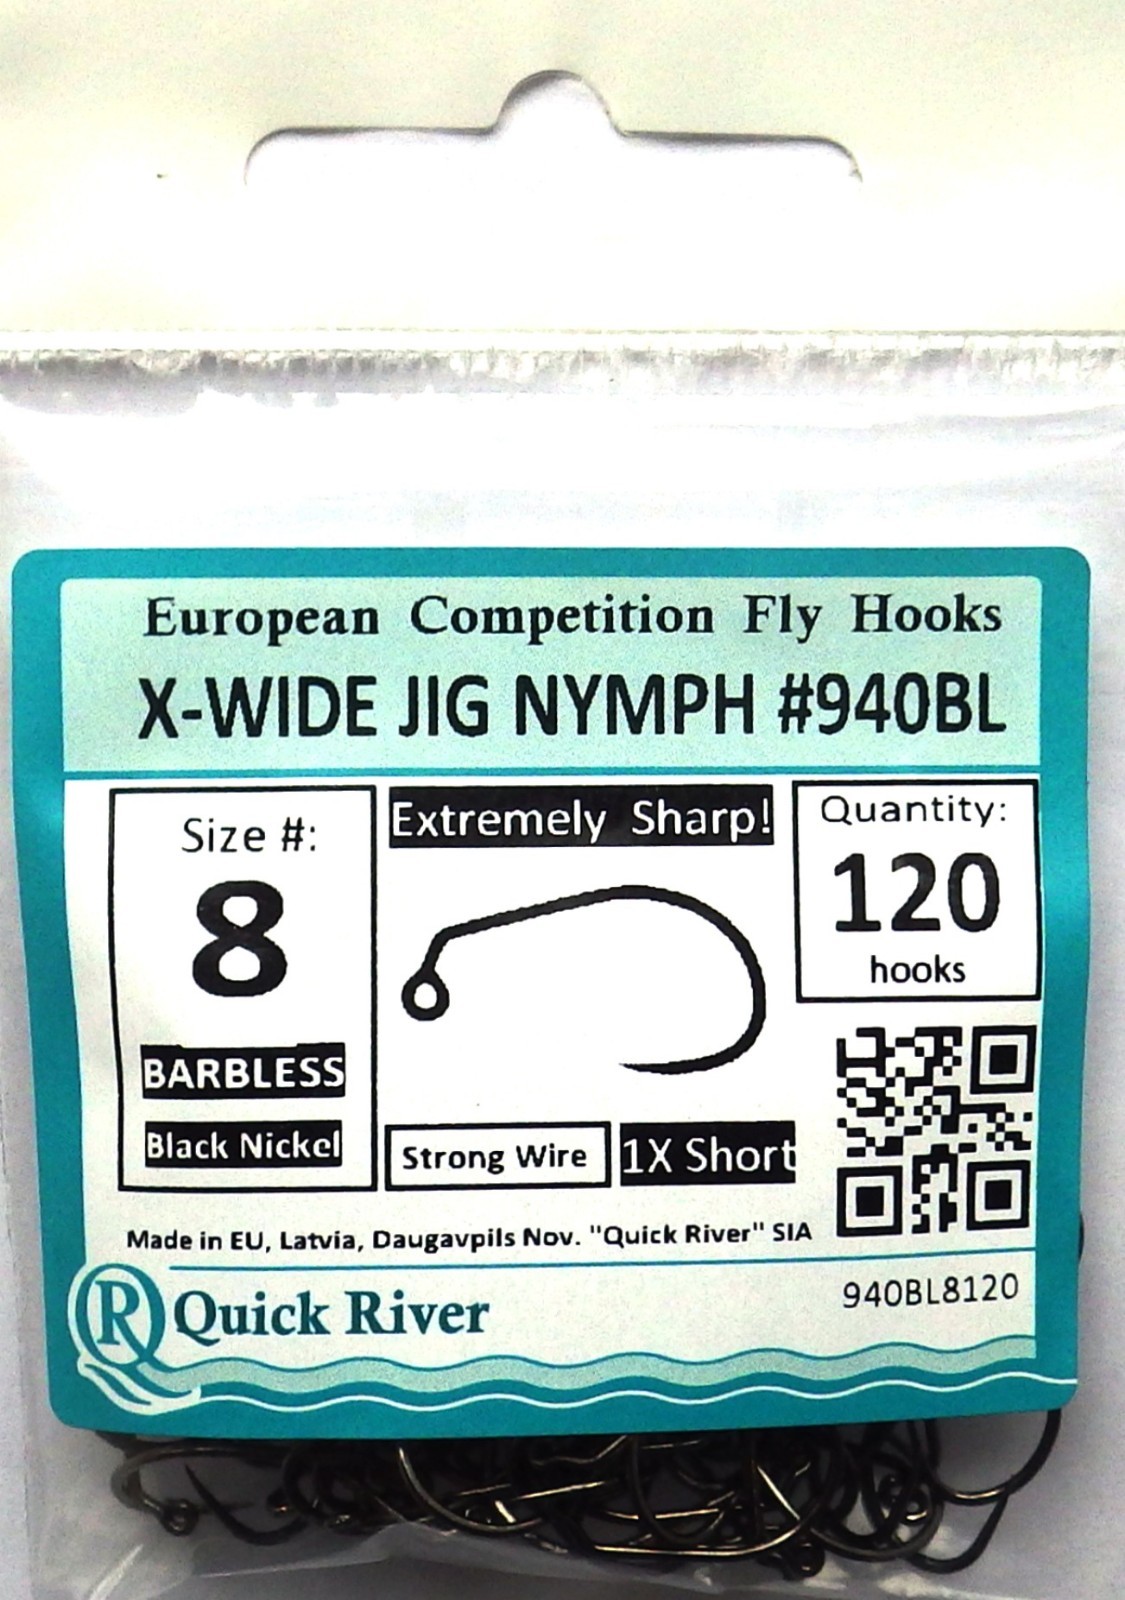 European Competition Fly Hooks
X-WIDE JIG NYMPH #940BL
Size #:
8
BARBLESS
Black Nickel
Extremely Sharp!
Strong Wire
1X Short
Quantity:
120
hooks
Made in EU, Latvia, Daugavpils Nov. "Quick River" SIA
R Quick River
940BL8120